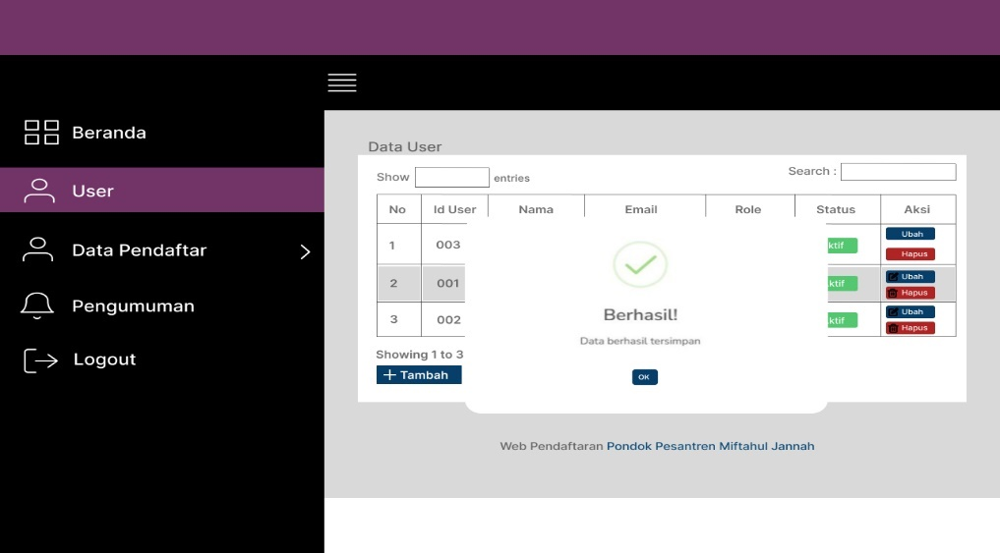 Beranda
User
Data Pendaftar
Pengumuman
Logout
Data User
Show entries
Search :
No Id User Nama Email Role Status Aksi
1 003 ktif Ubah
Hapus
2 001 ktif Ubah
Hapus
3 002 ktif Ubah
Hapus
Showing 1 to 3
+ Tambah
Berhasil!
Data berhasil tersimpan
OK
Web Pendaftaran Pondok Pesantren Miftahul Jannah